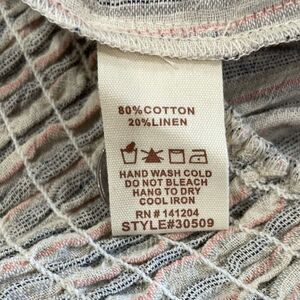 80%COTTON
20%LINEN
HAND WASH COLD
DO NOT BLEACH
HANG TO DRY
COOL IRON
RN # 141204
STYLE#30509